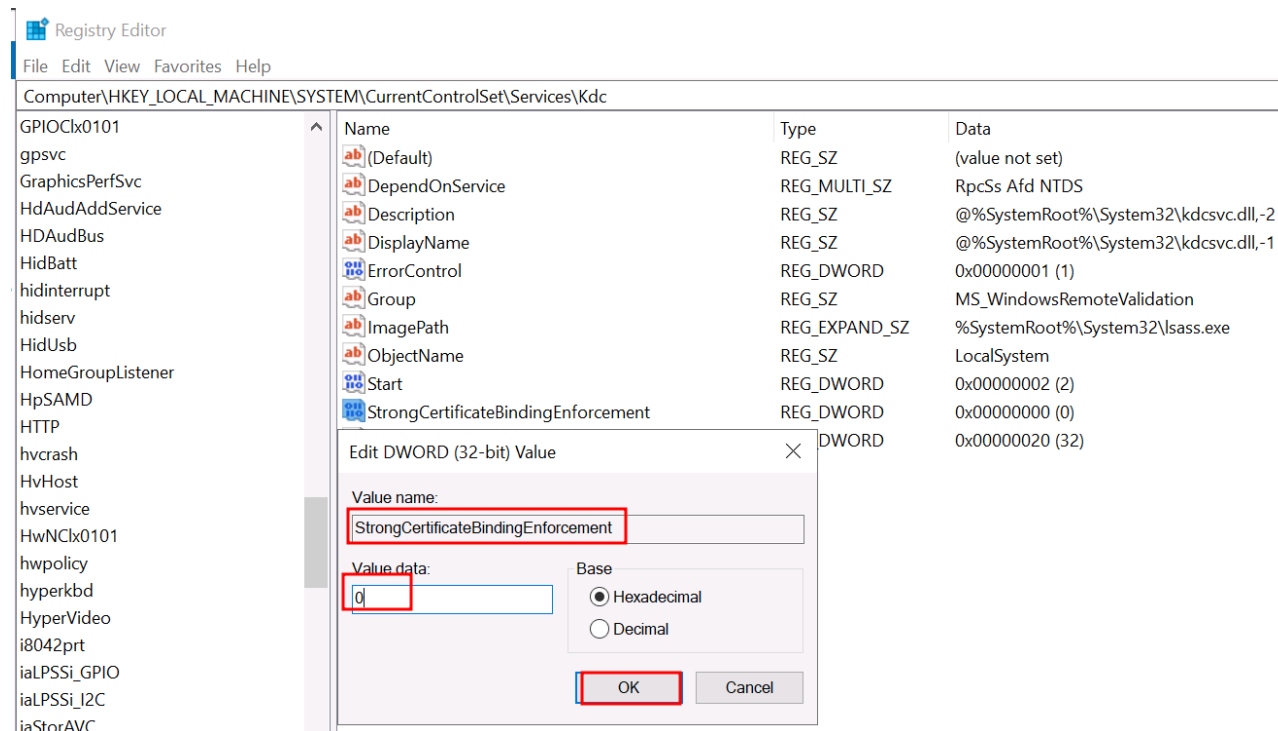 Registry Editor
File Edit View Favorites Help
Computer\HKEY_LOCAL_MACHINE\SYSTEM\CurrentControlSet\Services\Kdc
GPIOClx0101
gpsvc
GraphicsPerfSvc
HdAudAddService
HDAudBus
HidBatt
hidinterrupt
hidserv
HidUsb
HomeGroupListener
HpSAMD
HTTP
hvcrash
HvHost
hvservice
HwNClx0101
hwpolicy
hyperkbd
HyperVideo
i8042prt
iaLPSSi_GPIO
iaLPSSi_I2C
iaStorAVC
Name Type Data
(Default) REG_SZ (value not set)
DependOnService REG_MULTI_SZ RpcSs Afd NTDS
Description REG_SZ @%SystemRoot%\System32\kdcsvc.dll,-2
DisplayName REG_SZ @%SystemRoot%\System32\kdcsvc.dll,-1
ErrorControl REG_DWORD 0x00000001 (1)
Group REG_SZ MS_WindowsRemoteValidation
ImagePath REG_EXPAND_SZ %SystemRoot%\System32\lsass.exe
ObjectName REG_SZ LocalSystem
Start REG_DWORD 0x00000002 (2)
StrongCertificateBindingEnforcement REG_DWORD 0x00000000 (0)
_DWORD 0x00000020 (32)
Edit DWORD (32-bit) Value
Value name:
StrongCertificateBindingEnforcement
Value data:
0
Base
Hexadecimal
Decimal
OK Cancel